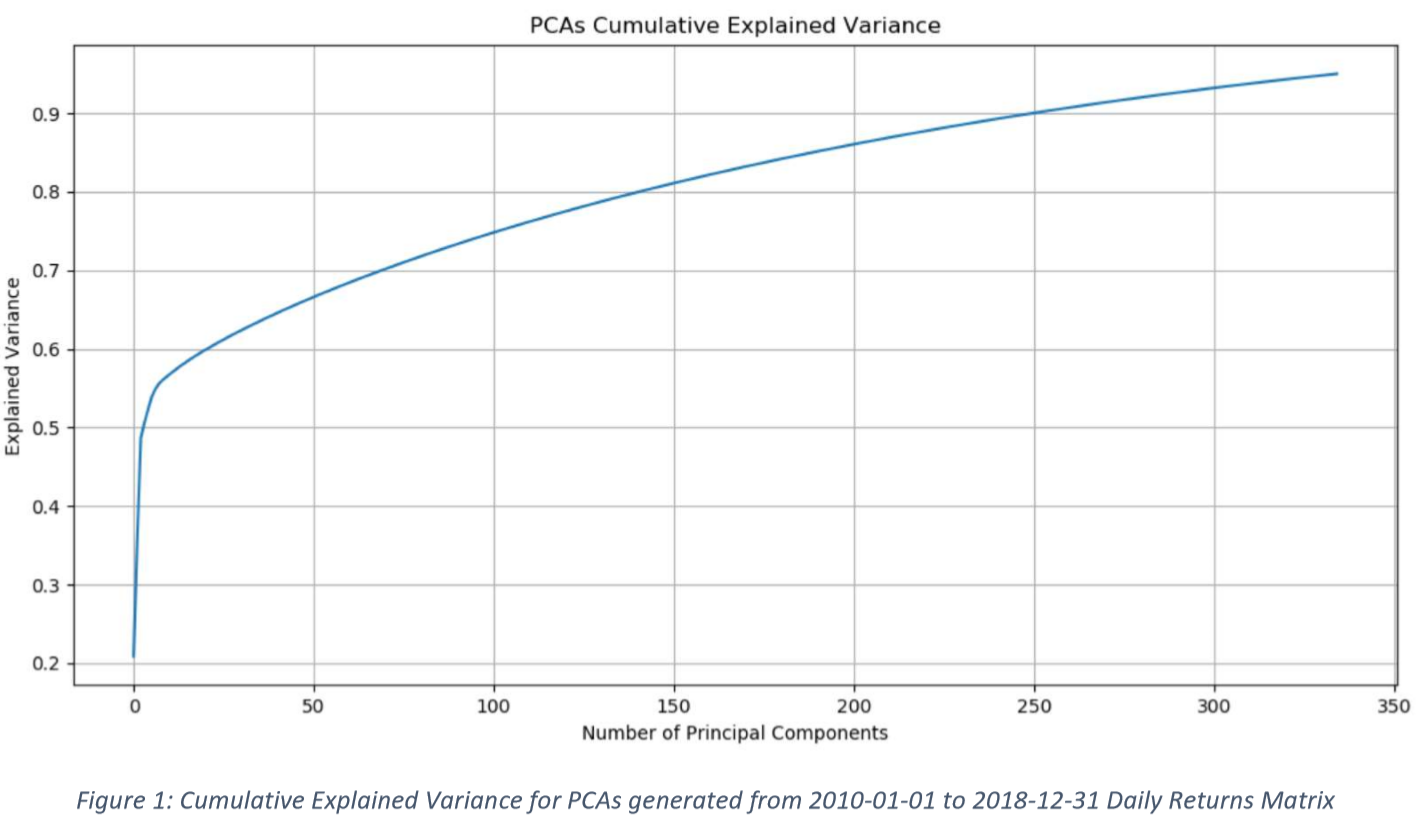 PCAs Cumulative Explained Variance
Explained Variance
0.9
0.8
0.7
0.6
0.5
0.4
0.3
0.2
0 50 100 150 200 250 300 350
Number of Principal Components
Figure 1: Cumulative Explained Variance for PCAs generated from 2010-01-01 to 2018-12-31 Daily Returns Matrix